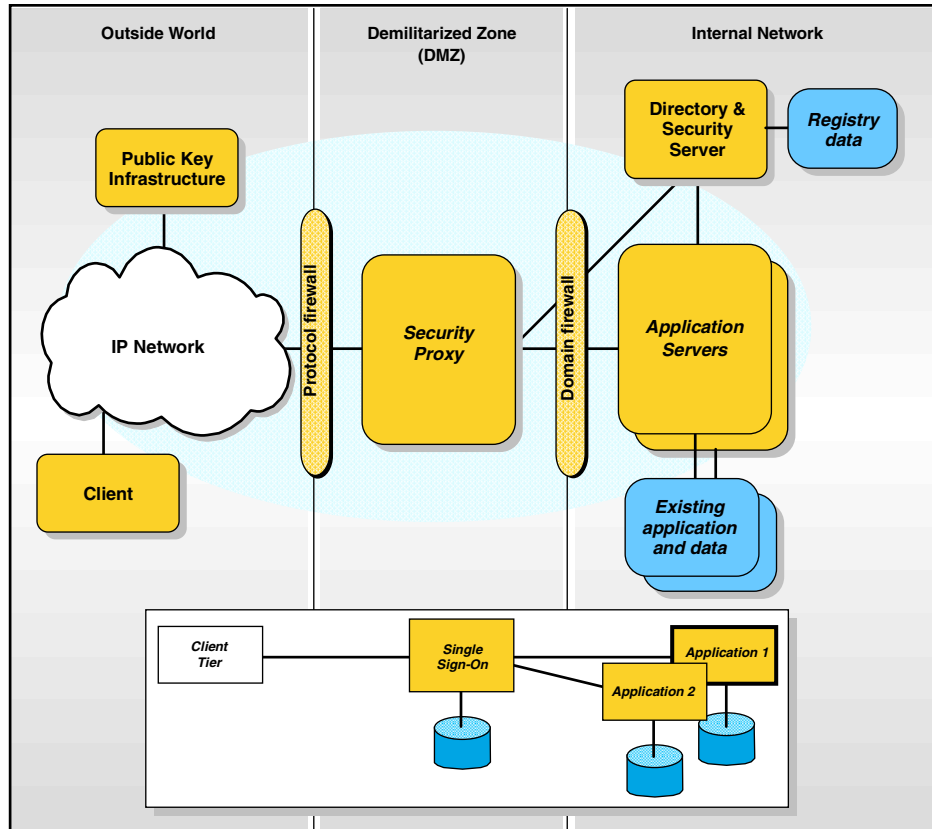 Outside World
Demilitarized Zone
(DMZ)
Internal Network
Directory &
Security
Server
Registry
data
Public Key
Infrastructure
IP Network
Protocol firewall
Security
Proxy
Domain firewall
Application
Servers
Client
Existing
application
and data
Client
Tier
Single
Sign-On
Application 1
Application 2